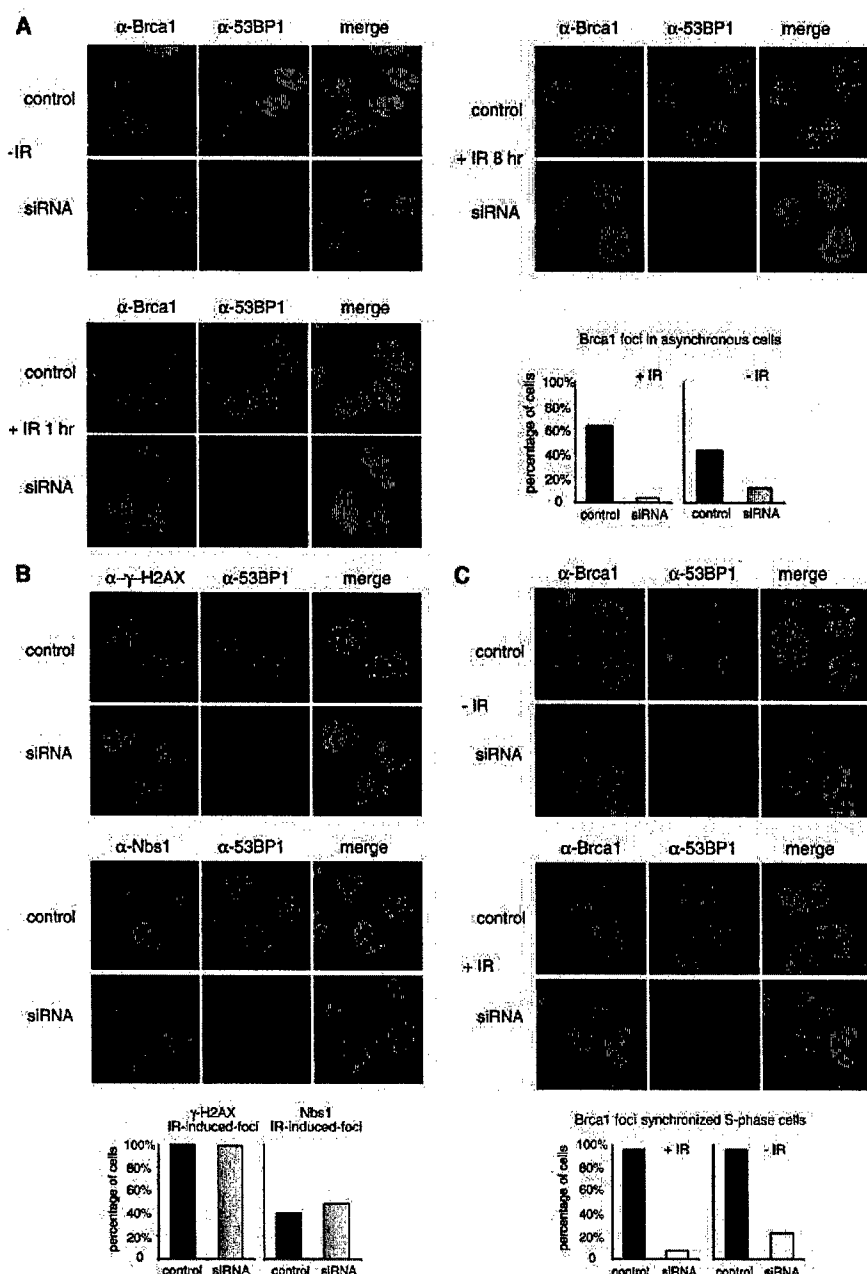 A
α-Brca1 α-53BP1 merge
control
-IR
siRNA
α-Brca1 α-53BP1 merge
control
+ IR 8 hr
siRNA
α-Brca1 α-53BP1 merge
control
+ IR 1 hr
siRNA
Brca1 foci in asynchronous cells
+ IR - IR
percentage of cells
100%
80%
60%
40%
20%
0
control siRNA control siRNA
B
α-γ-H2AX α-53BP1 merge
control
siRNA
α-Nbs1 α-53BP1 merge
control
siRNA
γ-H2AX
IR-induced-foci
Nbs1
IR-induced-foci
percentage of cells
100%
80%
60%
40%
20%
0
control siRNA control siRNA
C
α-Brca1 α-53BP1 merge
control
- IR
siRNA
α-Brca1 α-53BP1 merge
control
+ IR
siRNA
Brca1 foci synchronized S-phase cells
+ IR - IR
percentage of cells
100%
80%
60%
40%
20%
0
control siRNA control siRNA